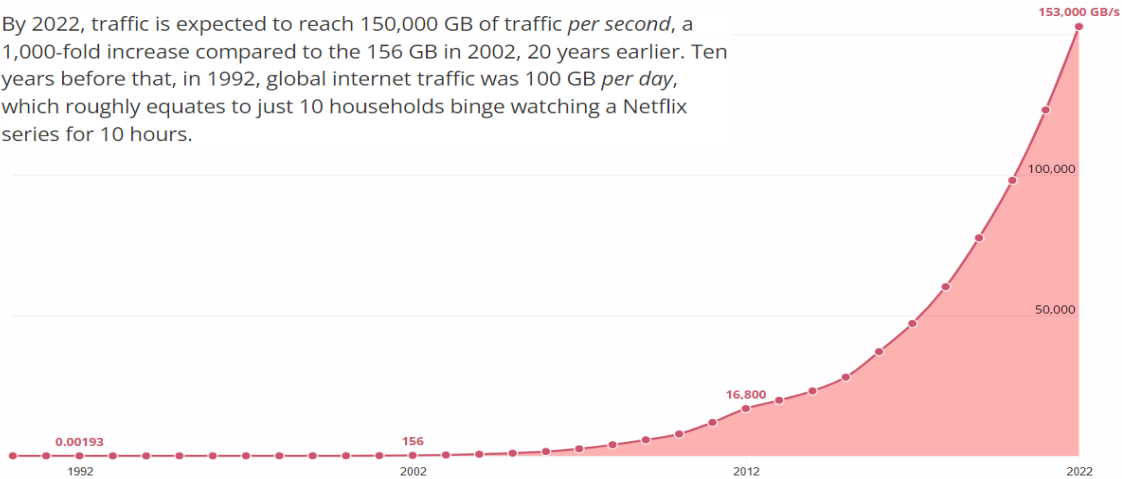 153,000 GB/s
By 2022, traffic is expected to reach 150,000 GB of traffic per second, a
1,000-fold increase compared to the 156 GB in 2002, 20 years earlier. Ten
years before that, in 1992, global internet traffic was 100 GB per day,
which roughly equates to just 10 households binge watching a Netflix
series for 10 hours.
100,000
50,000
16,800
0.00193
156
1992
2002
2012
2022